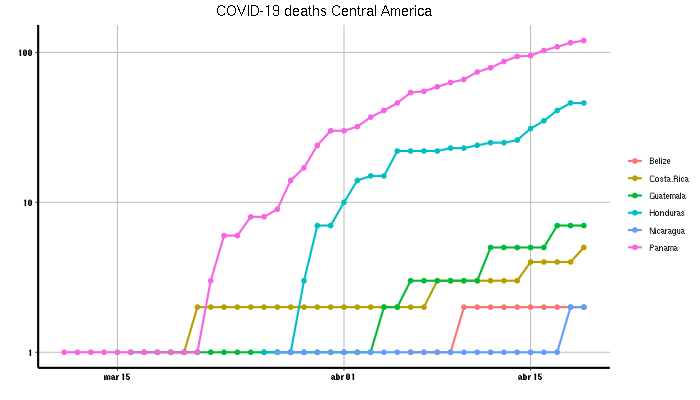 COVID-19 deaths Central America
100
10
1
mar 15
abr 01
abr 15
Belize
Costa.Rica
Guatemala
Honduras
Nicaragua
Panama